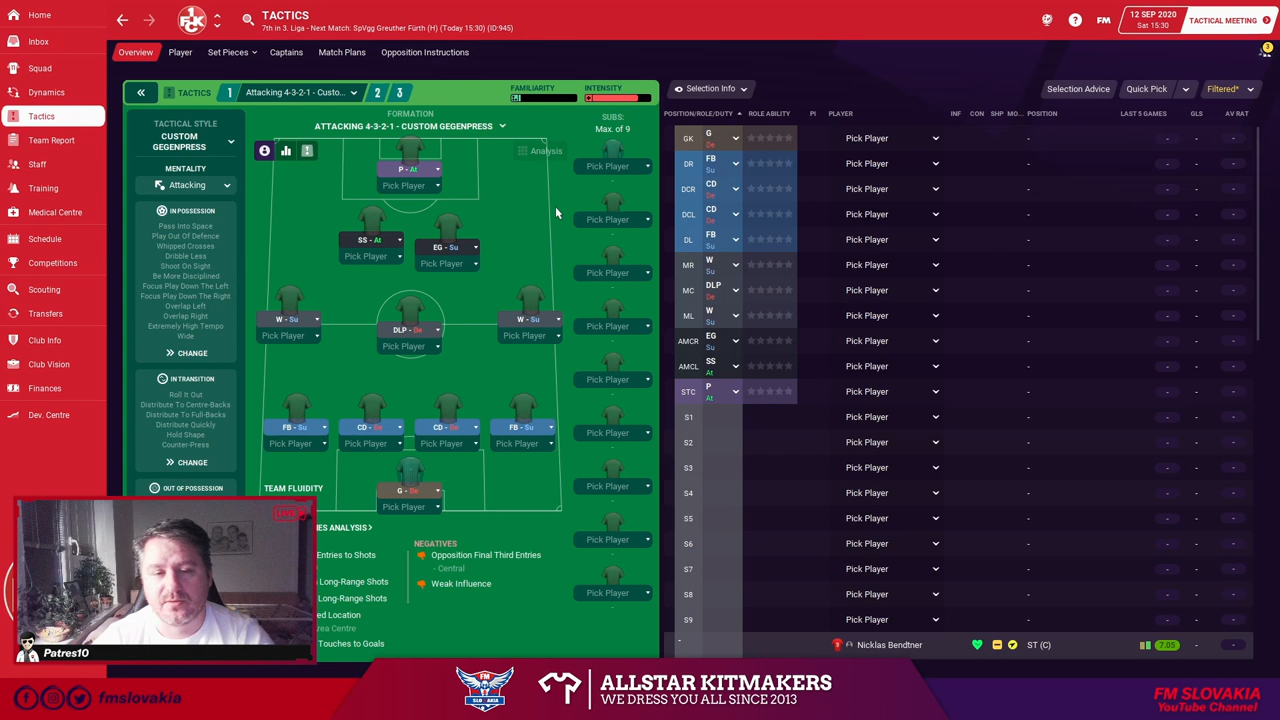 Home
Inbox
Squad
Dynamics
Tactics
Team Report
Staff
Training
Medical Centre
Schedule
Competitions
Scouting
Transfers
Club Info
Club Vision
Finances
Dev. Centre
TACTICS
7th in 3. Liga - Next Match: SpVgg Greuther Fürth (H) (Today 15:30) (ID:945)
FM
12 SEP 2020
Sat 15:30
TACTICAL MEETING
3
Overview
Player
Set Pieces
Captains
Match Plans
Opposition Instructions
TACTICS 1 Attacking 4-3-2-1 - Custo... 2 3
FAMILIARITY
INTENSITY
TACTICAL STYLE
CUSTOM
GEGENPRESS
MENTALITY
Attacking
IN POSSESSION
Pass Into Space
Play Out Of Defence
Whipped Crosses
Dribble Less
Shoot On Sight
Be More Disciplined
Focus Play Down The Left
Focus Play Down The Right
Overlap Left
Overlap Right
Extremely High Tempo
Wide
CHANGE
IN TRANSITION
Roll It Out
Distribute To Centre-Backs
Distribute To Full-Backs
Distribute Quickly
Hold Shape
Counter-Press
CHANGE
OUT OF POSSESSION
FORMATION
ATTACKING 4-3-2-1 - CUSTOM GEGENPRESS
Analysis
P - At
Pick Player
SS - At
Pick Player
EG - Su
Pick Player
W - Su
Pick Player
DLP - De
Pick Player
W - Su
Pick Player
FB - Su
Pick Player
CD - De
Pick Player
CD - De
Pick Player
FB - Su
Pick Player
G - De
Pick Player
TEAM FLUIDITY
SUBS:
Max. of 9
Pick Player
-
Pick Player
-
Pick Player
-
Pick Player
-
Pick Player
-
Pick Player
-
Pick Player
-
Pick Player
-
Pick Player
-
ES ANALYSIS
Entries to Shots
Long-Range Shots
Long-Range Shots
ed Location
rea Centre
Touches to Goals
NEGATIVES
Opposition Final Third Entries
- Central
Weak Influence
Selection Info
Selection Advice
Quick Pick
Filtered*
POSITION/ROLE/DUTY ROLE ABILITY PI PLAYER INF CON SHP MO... POSITION LAST 5 GAMES GLS AV RAT
GK G De Pick Player - - - -
DR FB Su Pick Player - - - -
DCR CD De Pick Player - - - -
DCL CD De Pick Player - - - -
DL FB Su Pick Player - - - -
MR W Su Pick Player - - - -
MC DLP De Pick Player - - - -
ML W Su Pick Player - - - -
AMCR EG Su Pick Player - - - -
AMCL SS At Pick Player - - - -
STC P At Pick Player - - - -
S1 Pick Player - - - -
S2 Pick Player - - - -
S3 Pick Player - - - -
S4 Pick Player - - - -
S5 Pick Player - - - -
S6 Pick Player - - - -
S7 Pick Player - - - -
S8 Pick Player - - - -
S9 Pick Player - - - -
- Nicklas Bendtner ST (C) 7.05 - -
LIVE
Patres10
fmslovakia
FM
SLOVAKIA
ALLSTAR KITMAKERS
WE DRESS YOU ALL SINCE 2013
FM SLOVAKIA
YouTube Channel